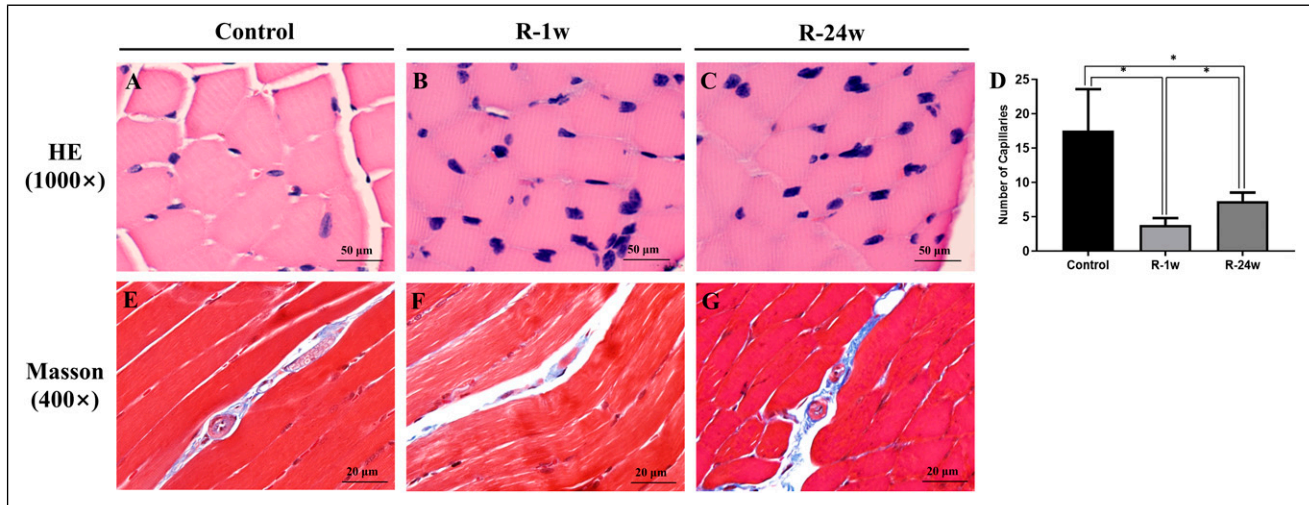 Control
R-1w
R-24w
HE
(1000×)
A
50 μm
B
50 μm
C
50 μm
D
Number of Capillaries
25
20
15
10
5
0
*
*
*
Control
R-1w
R-24w
Masson
(400×)
E
20 μm
F
20 μm
G
20 μm